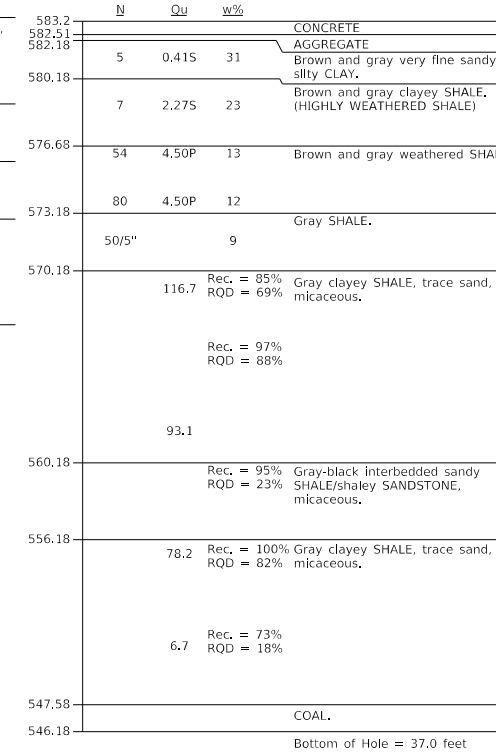 N Qu w%
583.2
CONCRETE
582.51
AGGREGATE
582.18
5 0.41S 31 Brown and gray very fine sandy
silty CLAY.
580.18
Brown and gray clayey SHALE.
7 2.27S 23 (HIGHLY WEATHERED SHALE)
576.68
54 4.50P 13 Brown and gray weathered SHA
80 4.50P 12
573.18
Gray SHALE.
50/5" 9
570.18
116.7 Rec. = 85% Gray clayey SHALE, trace sand,
RQD = 69% micaceous.
Rec. = 97%
RQD = 88%
93.1
560.18
Rec. = 95% Gray-black interbedded sandy
RQD = 23% SHALE/shaley SANDSTONE,
micaceous.
556.18
78.2 Rec. = 100% Gray clayey SHALE, trace sand,
RQD = 82% micaceous.
6.7 Rec. = 73%
RQD = 18%
547.58
COAL.
546.18
Bottom of Hole = 37.0 feet